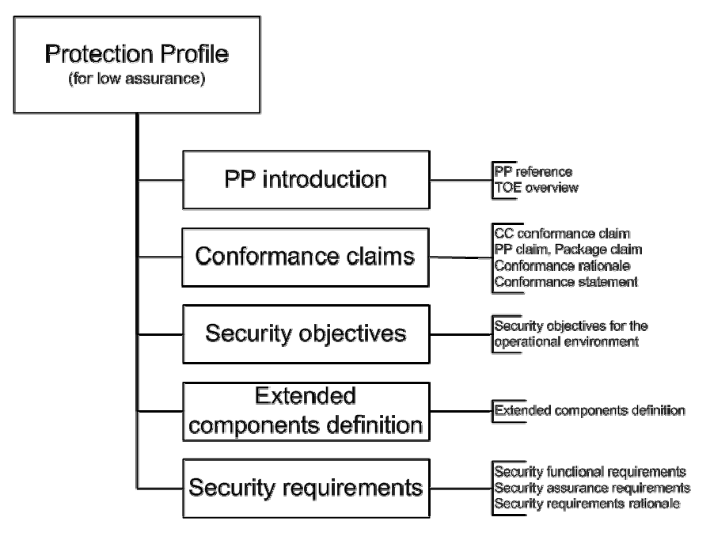 Protection Profile
(for low assurance)
PP introduction
PP reference
TOE overview
Conformance claims
CC conformance claim
PP claim, Package claim
Conformance rationale
Conformance statement
Security objectives
Security objectives for the
operational environment
Extended
components definition
Extended components definition
Security requirements
Security functional requirements
Security assurance requirements
Security requirements rationale